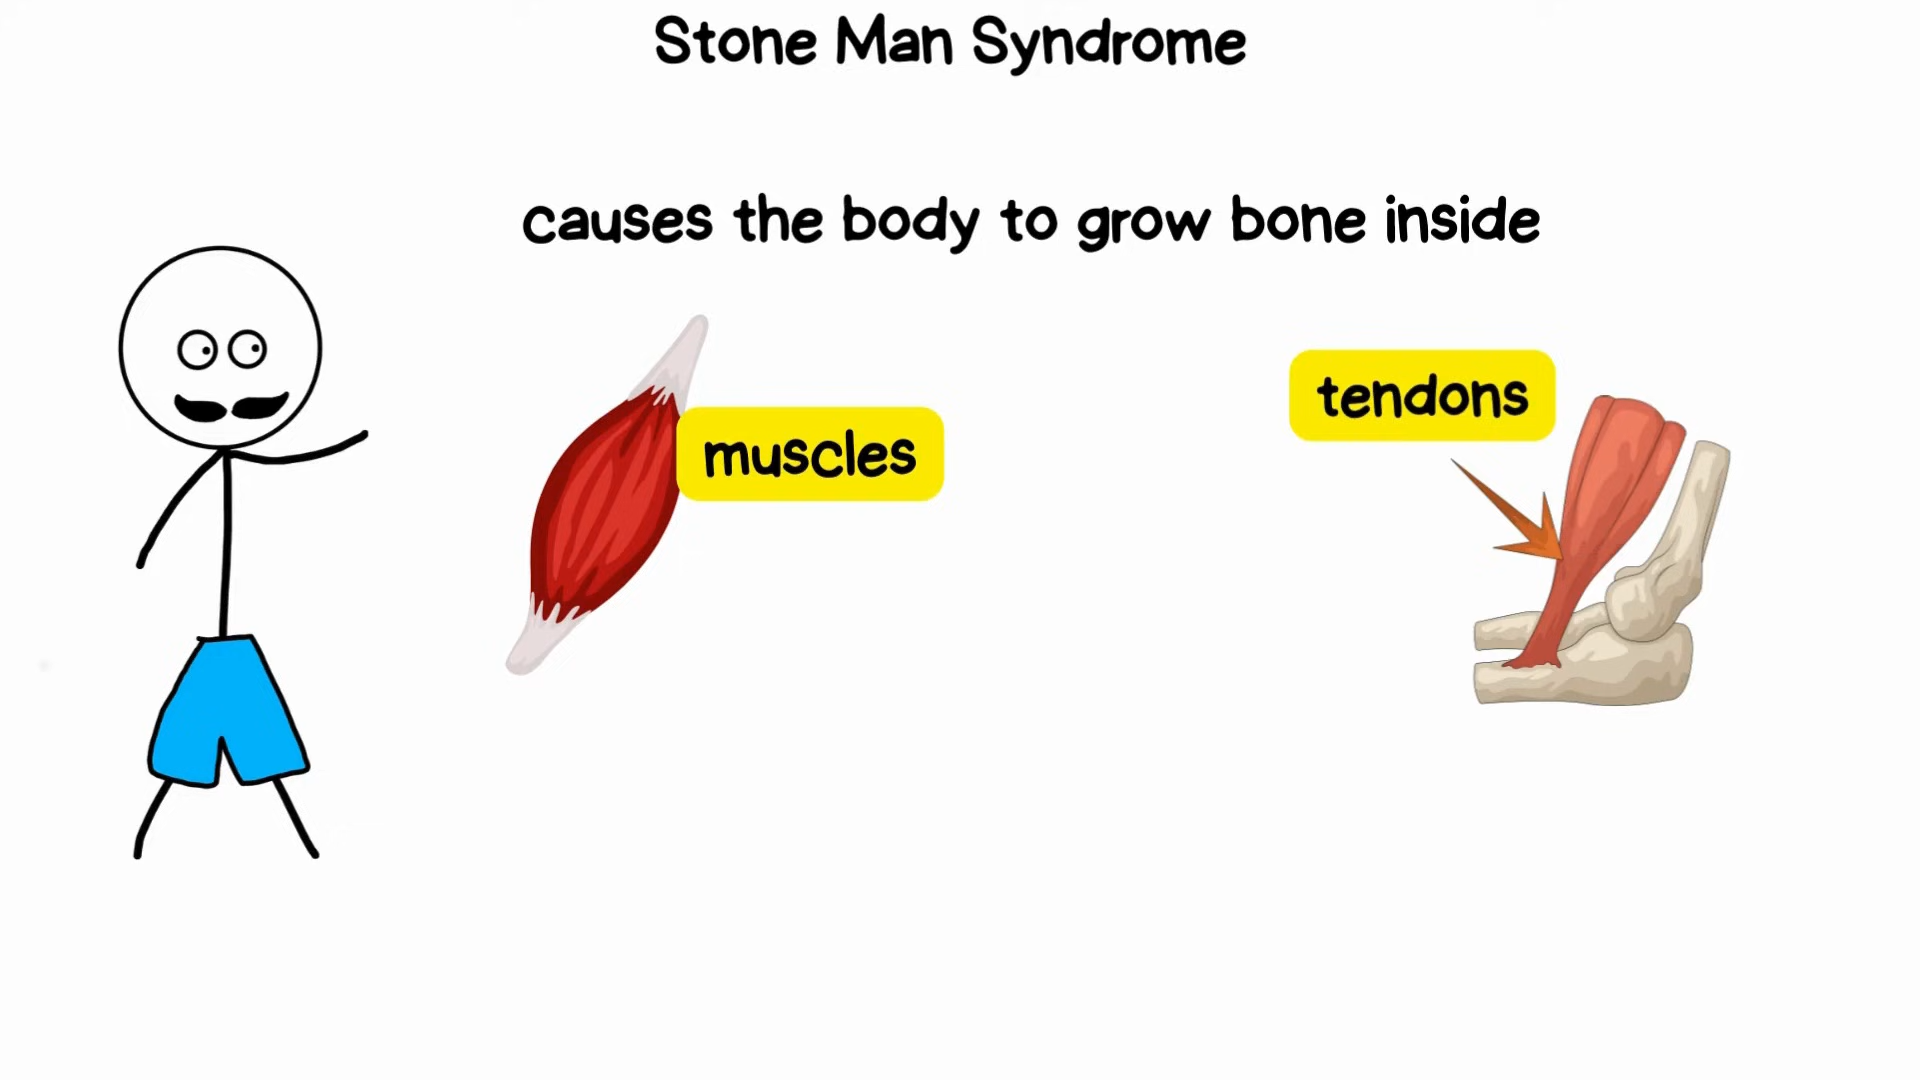 Stone Man Syndrome
causes the body to grow bone inside
muscles
tendons